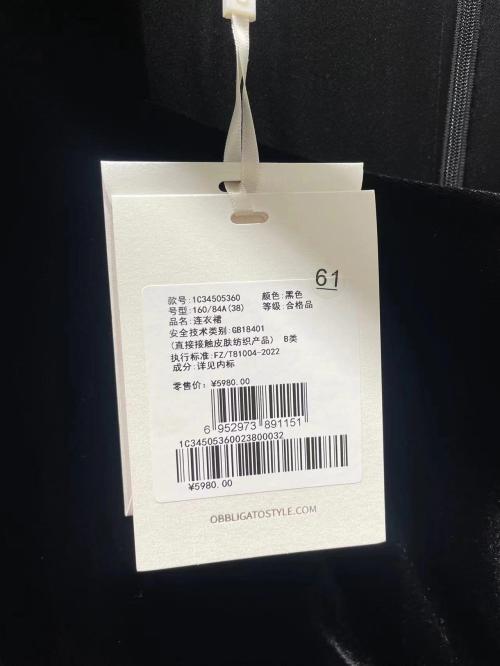 61
款号:1C34505360 颜色:黑色
号型:160/84A(38) 等级:合格品
品名:连衣裙
安全技术类别:GB18401
(直接接触皮肤纺织产品) B类
执行标准:FZ/T81004-2022
成分:详见内标
零售价:¥5980.00
6 952973 891151
1C34505360023800032
¥5980.00
OBBLIGATOSTYLE.COM